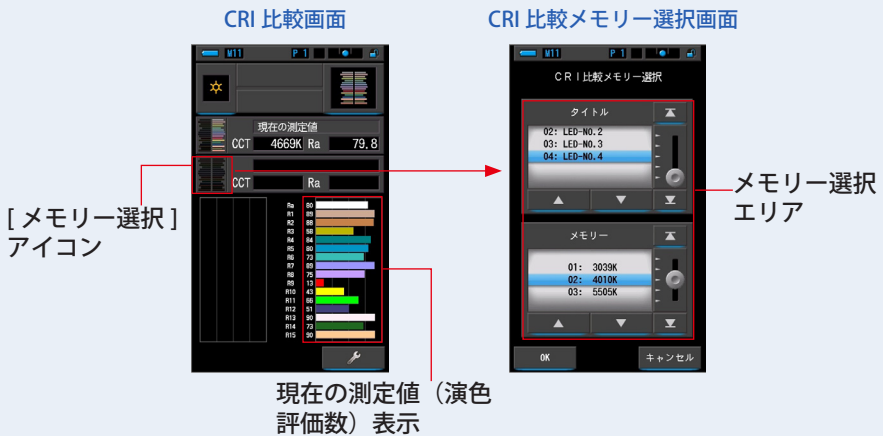 CRI 比較画面
CRI 比較メモリー選択画面
M11 P 1
現在の測定値
CCT 4669K Ra 79.8
CCT Ra
Ra 80
R1 89
R2 88
R3 58
R4 84
R5 80
R6 73
R7 89
R8 75
R9 13
R10 43
R11 66
R12 51
R13 90
R14 73
R15 90
[ メモリー選択 ]
アイコン
現在の測定値（演色
評価数）表示
M11 P 1
CRI比較メモリー選択
タイトル
02: LED-NO.2
03: LED-NO.3
04: LED-NO.4
メモリー
01: 3039K
02: 4010K
03: 5505K
OK キャンセル
メモリー選択
エリア